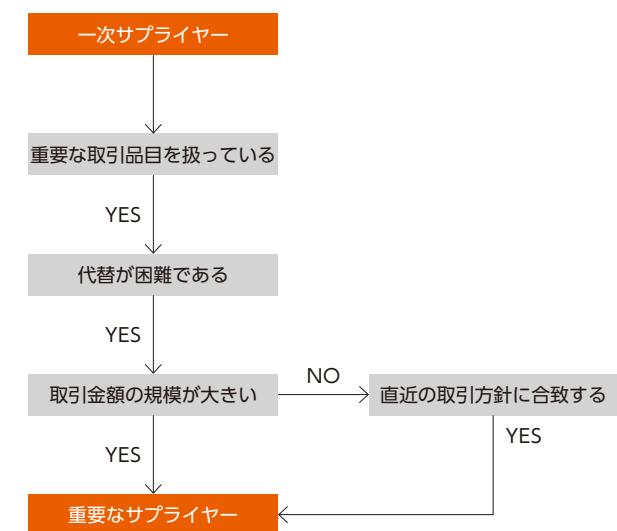 一次サプライヤー
重要な取引品目を扱っている
YES
代替が困難である
YES
取引金額の規模が大きい
NO
直近の取引方針に合致する
YES
YES
重要なサプライヤー